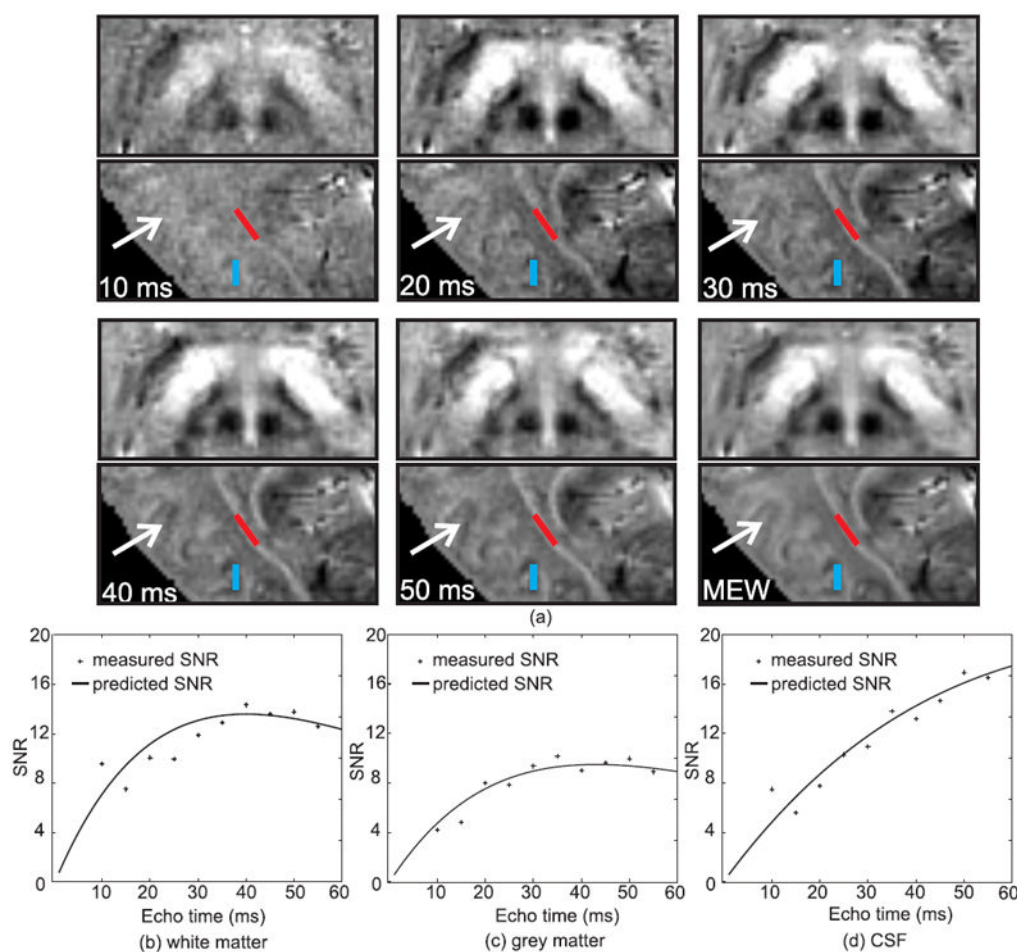 10 ms
20 ms
30 ms
40 ms
50 ms
MEW
(a)
20
16
12
8
4
0
SNR
+ measured SNR
predicted SNR
10 20 30 40 50 60
Echo time (ms)
(b) white matter
20
16
12
8
4
0
SNR
+ measured SNR
predicted SNR
10 20 30 40 50 60
Echo time (ms)
(c) grey matter
20
16
12
8
4
0
SNR
+ measured SNR
predicted SNR
10 20 30 40 50 60
Echo time (ms)
(d) CSF